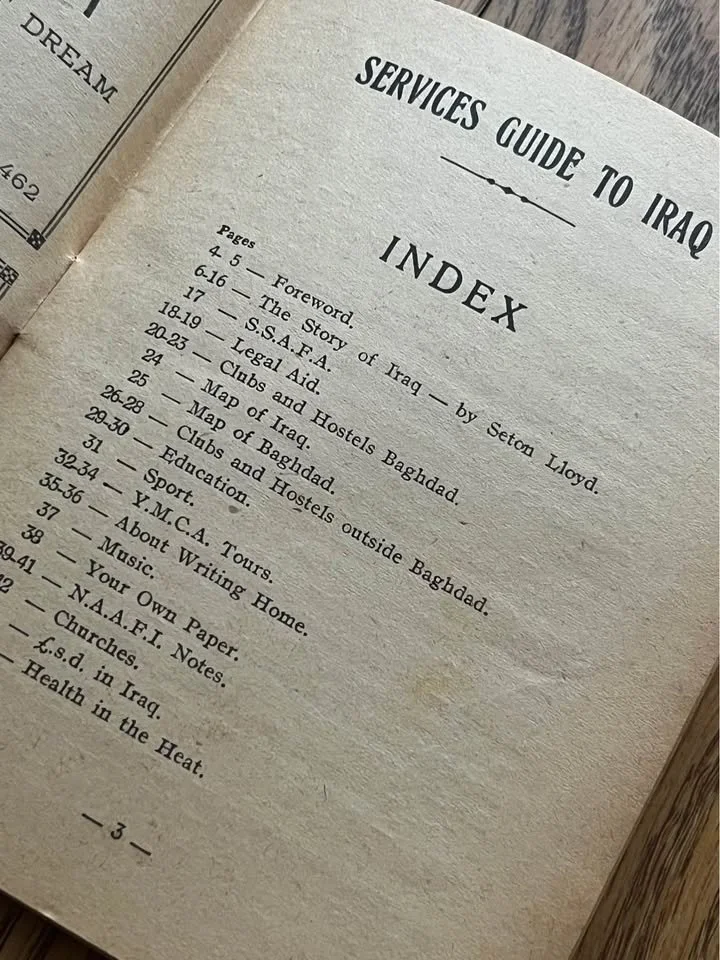 DREAM
462
SERVICES GUIDE TO IRAQ
INDEX
Pages
4- 5 — Foreword.
6-16 — The Story of Iraq — by Seton Lloyd.
17 — S.S.A.F.A.
18-19 — Legal Aid.
20-23 — Clubs and Hostels Baghdad.
24 — Map of Iraq.
25 — Map of Baghdad.
26-28 — Clubs and Hostels outside Baghdad.
29-30 — Education.
31 — Sport.
32-34 — Y.M.C.A. Tours.
35-36 — About Writing Home.
37 — Music.
38 — Your Own Paper.
39-41 — N.A.A.F.I. Notes.
2 — Churches.
— £.s.d. in Iraq.
— Health in the Heat.
— 3 —